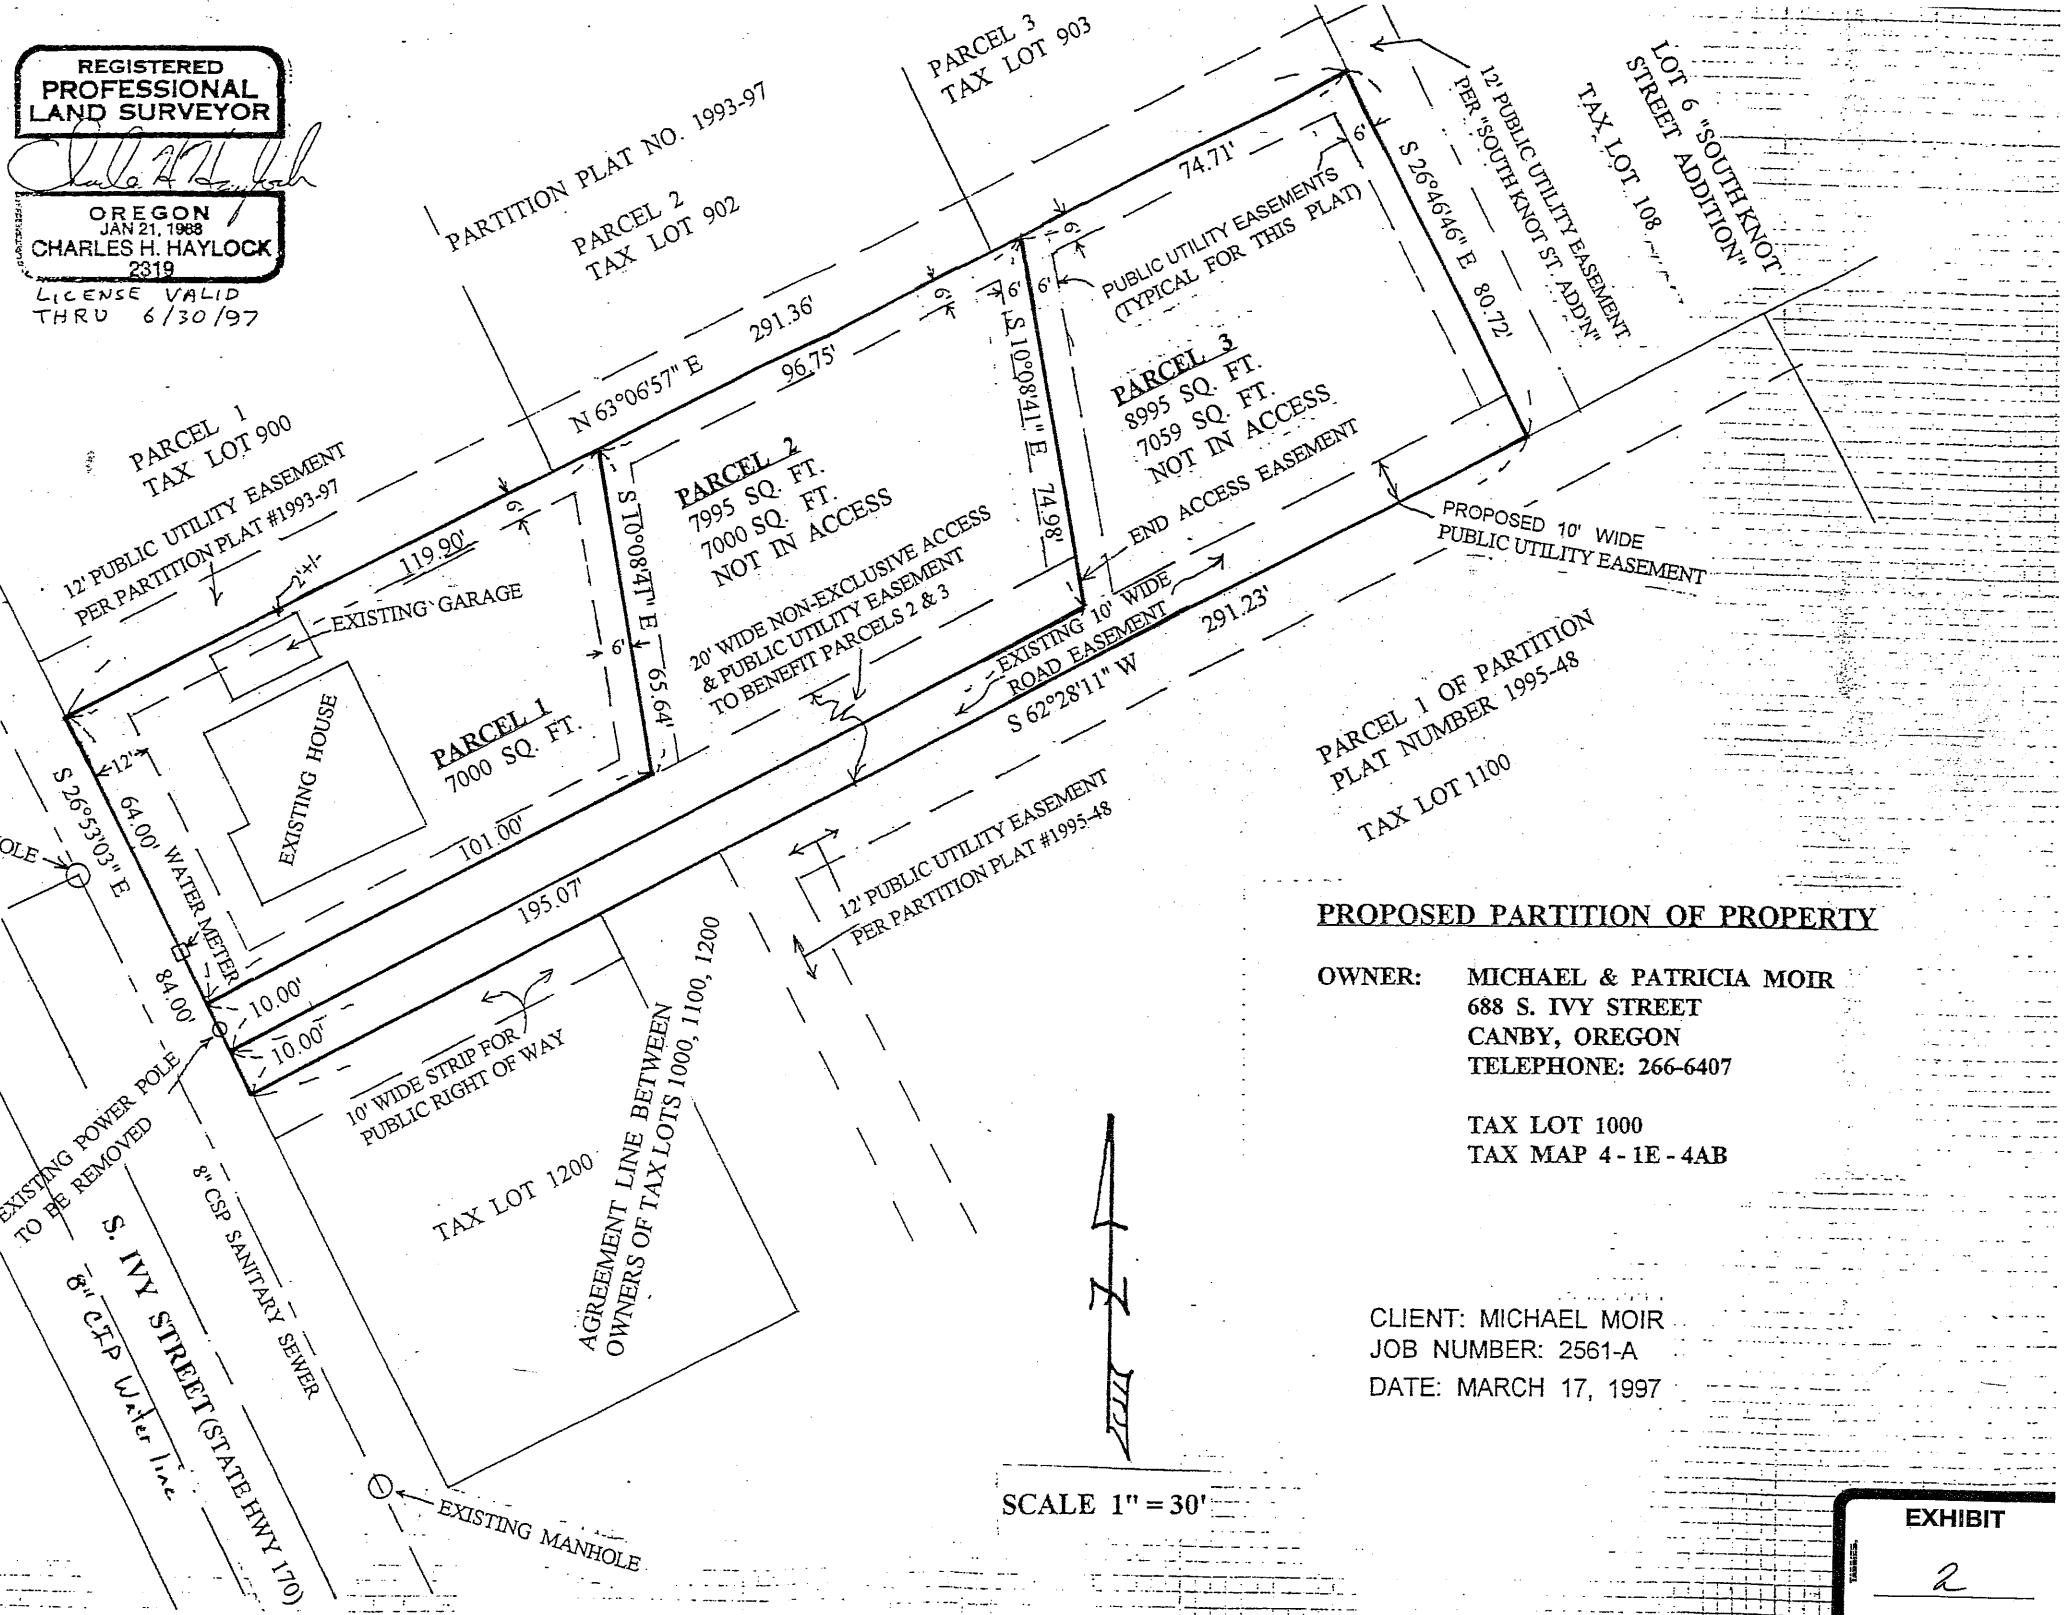 REGISTERED
PROFESSIONAL
LAND SURVEYOR
OREGON
JAN 21, 1988
CHARLES H. HAYLOCK
2319
LICENSE VALID
THRU 6/30/97
PARTITION PLAT NO. 1993-97
PARCEL 2
TAX LOT 902
PARCEL 3
TAX LOT 903
12' PUBLIC UTILITY EASEMENT
PER "SOUTH KNOT ST. ADD'N"
TAX LOT 108
LOT 6 "SOUTH KNOT
STREET ADDITION"
PARCEL 1
TAX LOT 900
12' PUBLIC UTILITY EASEMENT
PER PARTITION PLAT #1993-97
N 63°06'57" E
291.36'
74.71'
96.75'
119.90'
2'+/-
6'
6'
6'
6'
6'
6'
6'
S 26°46'46" E 80.72'
PUBLIC UTILITY EASEMENTS
(TYPICAL FOR THIS PLAT)
PARCEL 3
8995 SQ. FT.
7059 SQ. FT.
NOT IN ACCESS
S 10°08'41" E 74.98'
PARCEL 2
7995 SQ. FT.
7000 SQ. FT.
NOT IN ACCESS
S 10°08'41" E 65.64'
END ACCESS EASEMENT
PROPOSED 10' WIDE
PUBLIC UTILITY EASEMENT
20' WIDE NON-EXCLUSIVE ACCESS
& PUBLIC UTILITY EASEMENT
TO BENEFIT PARCELS 2 & 3
EXISTING 10' WIDE
ROAD EASEMENT
291.23'
S 62°28'11" W
EXISTING GARAGE
EXISTING HOUSE
PARCEL 1
7000 SQ. FT.
12'
S 26°53'03" E
64.00'
WATER METER
84.00'
OLE
101.00'
195.07'
10.00'
10.00'
PARCEL 1 OF PARTITION
PLAT NUMBER 1995-48
TAX LOT 1100
12' PUBLIC UTILITY EASEMENT
PER PARTITION PLAT #1995-48
10' WIDE STRIP FOR
PUBLIC RIGHT OF WAY
TAX LOT 1200
AGREEMENT LINE BETWEEN
OWNERS OF TAX LOTS 1000, 1100, 1200
EXISTING POWER POLE
TO BE REMOVED
8" CSP SANITARY SEWER
S. IVY STREET (STATE HWY 170)
8" CIP Water line
EXISTING MANHOLE
PROPOSED PARTITION OF PROPERTY
OWNER: MICHAEL & PATRICIA MOIR
688 S. IVY STREET
CANBY, OREGON
TELEPHONE: 266-6407
TAX LOT 1000
TAX MAP 4-1E-4AB
N
CLIENT: MICHAEL MOIR
JOB NUMBER: 2561-A
DATE: MARCH 17, 1997
SCALE 1" = 30'
EXHIBIT
2